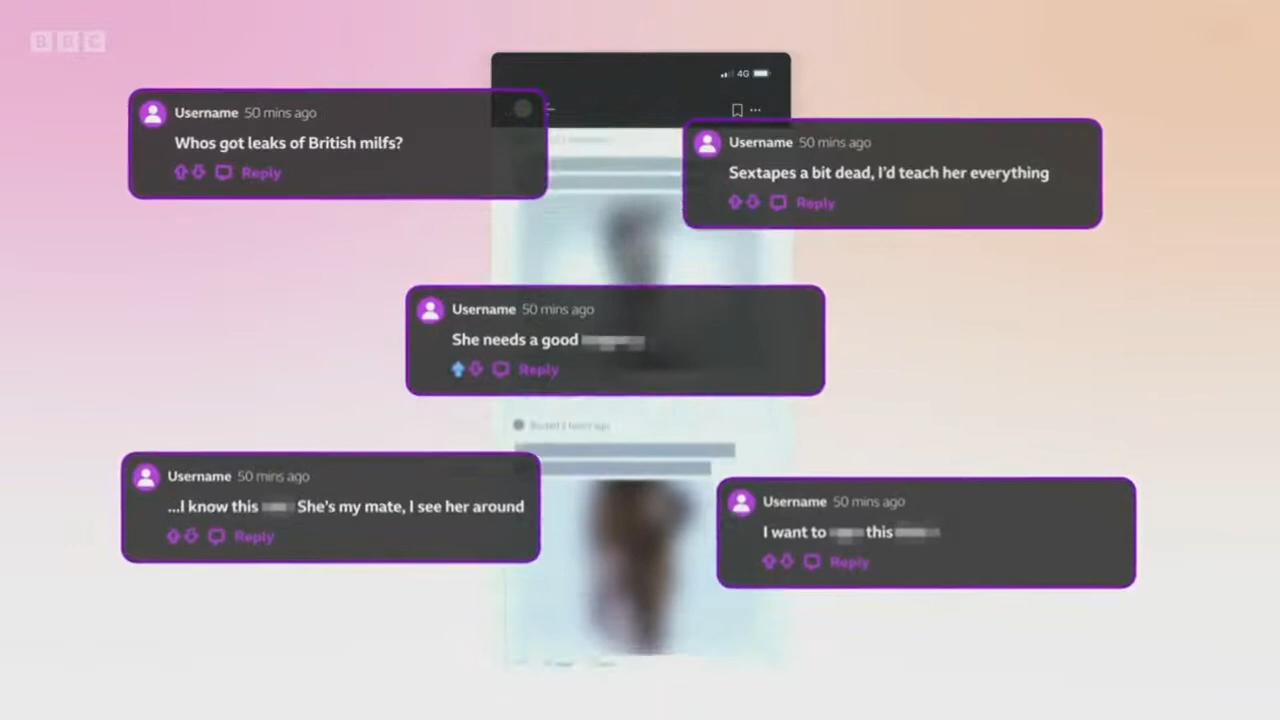 BBC
4G
Username 50 mins ago
Whos got leaks of British milfs?
Reply
Username 50 mins ago
Sextapes a bit dead, I'd teach her everything
Reply
Username 50 mins ago
She needs a good
Reply
Username 50 mins ago
...I know this She's my mate, I see her around
Reply
Username 50 mins ago
I want to this
Reply